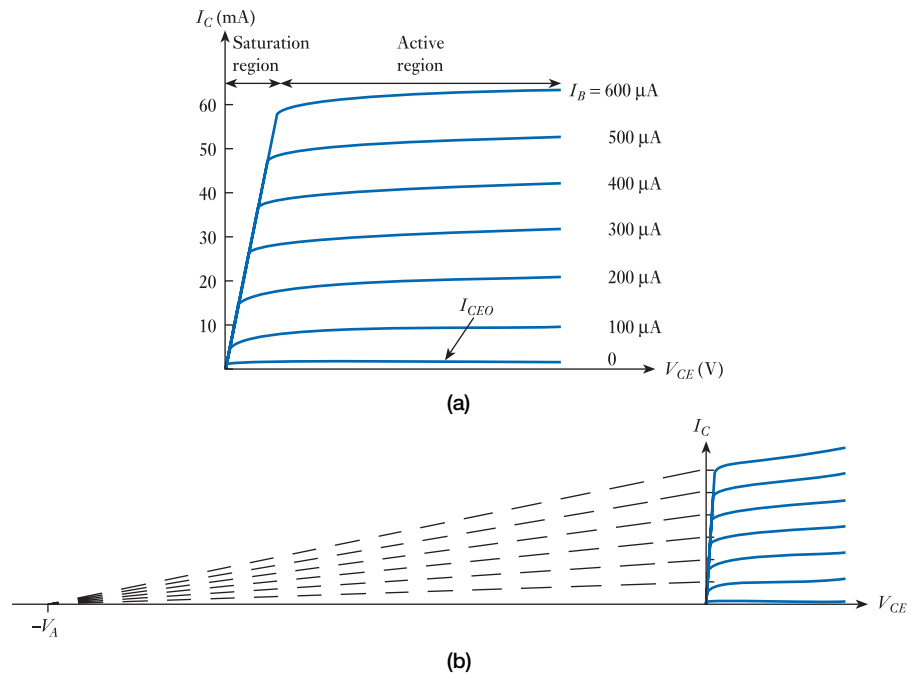 I_C (mA)
Saturation region
Active region
I_B = 600 μA
60
500 μA
50
400 μA
40
300 μA
30
200 μA
20
I_CEO
100 μA
10
0
V_CE (V)
(a)
I_C
V_CE
–V_A
(b)